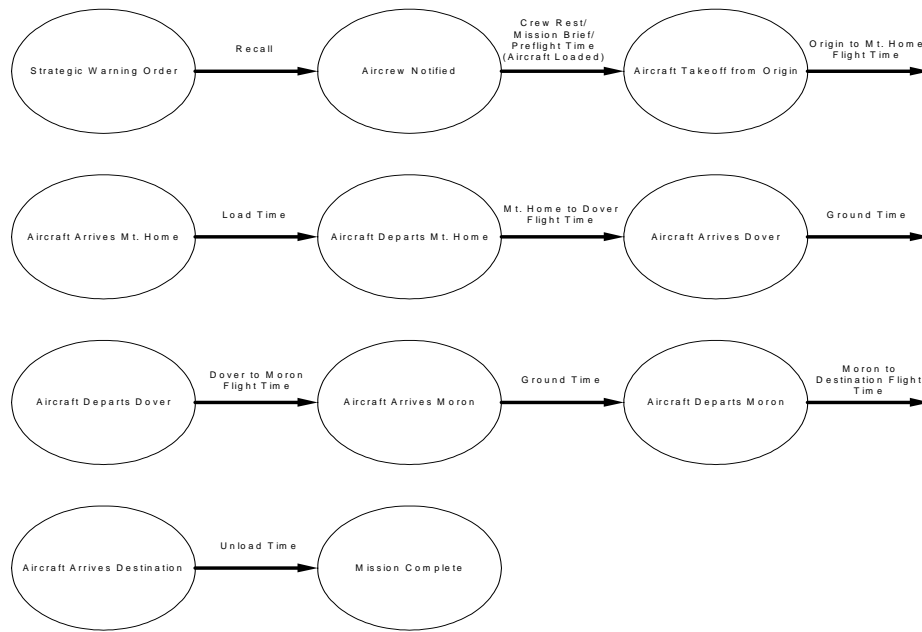 Strategic Warning Order
Recall
Aircrew Notified
Crew Rest/
Mission Brief/
Preflight Time
(Aircraft Loaded)
Aircraft Takeoff from Origin
Origin to Mt. Home
Flight Time
Aircraft Arrives Mt. Home
Load Time
Aircraft Departs Mt. Home
Mt. Home to Dover
Flight Time
Aircraft Arrives Dover
Ground Time
Aircraft Departs Dover
Dover to Moron
Flight Time
Aircraft Arrives Moron
Ground Time
Aircraft Departs Moron
Moron to
Destination Flight
Time
Aircraft Arrives Destination
Unload Time
Mission Complete